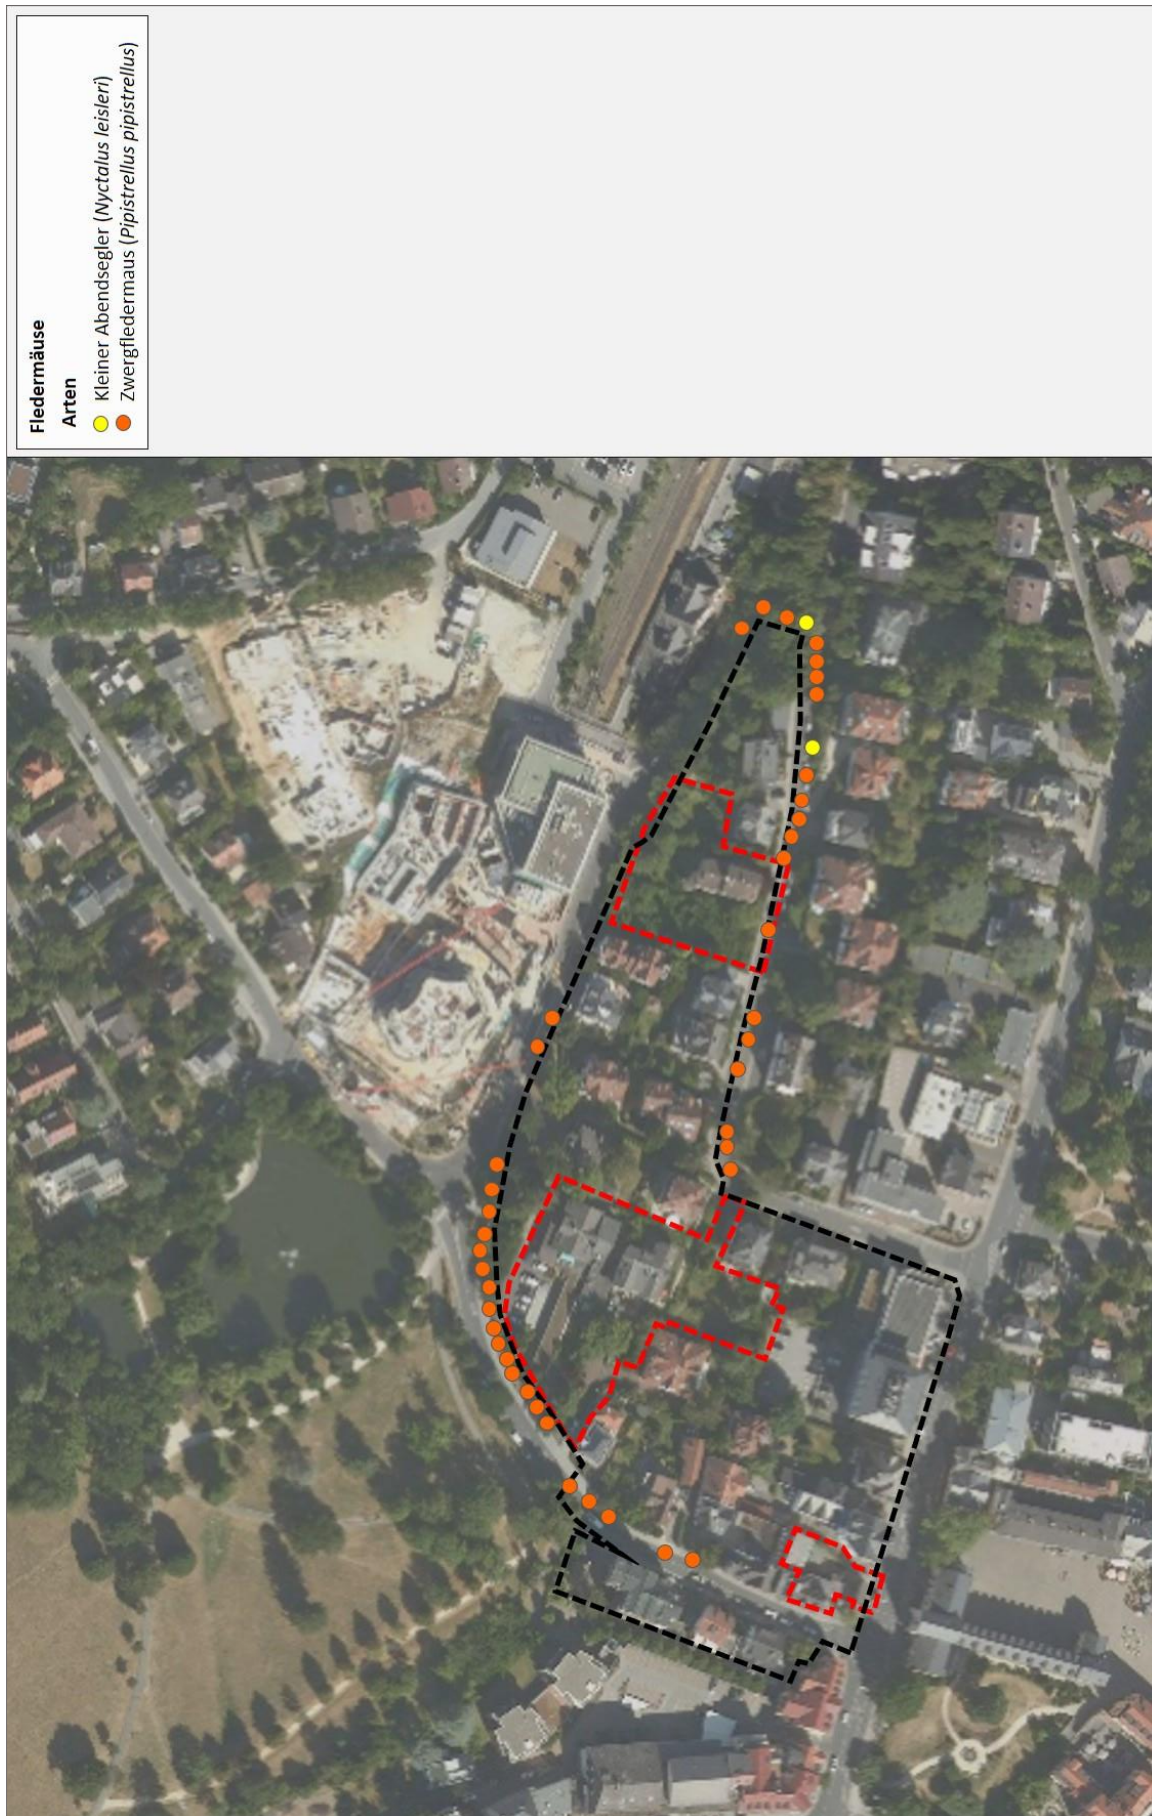 Fledermäuse
Arten
Kleiner Abendsegler (Nyctalus leisleri)
Zwergfledermaus (Pipistrellus pipistrellus)